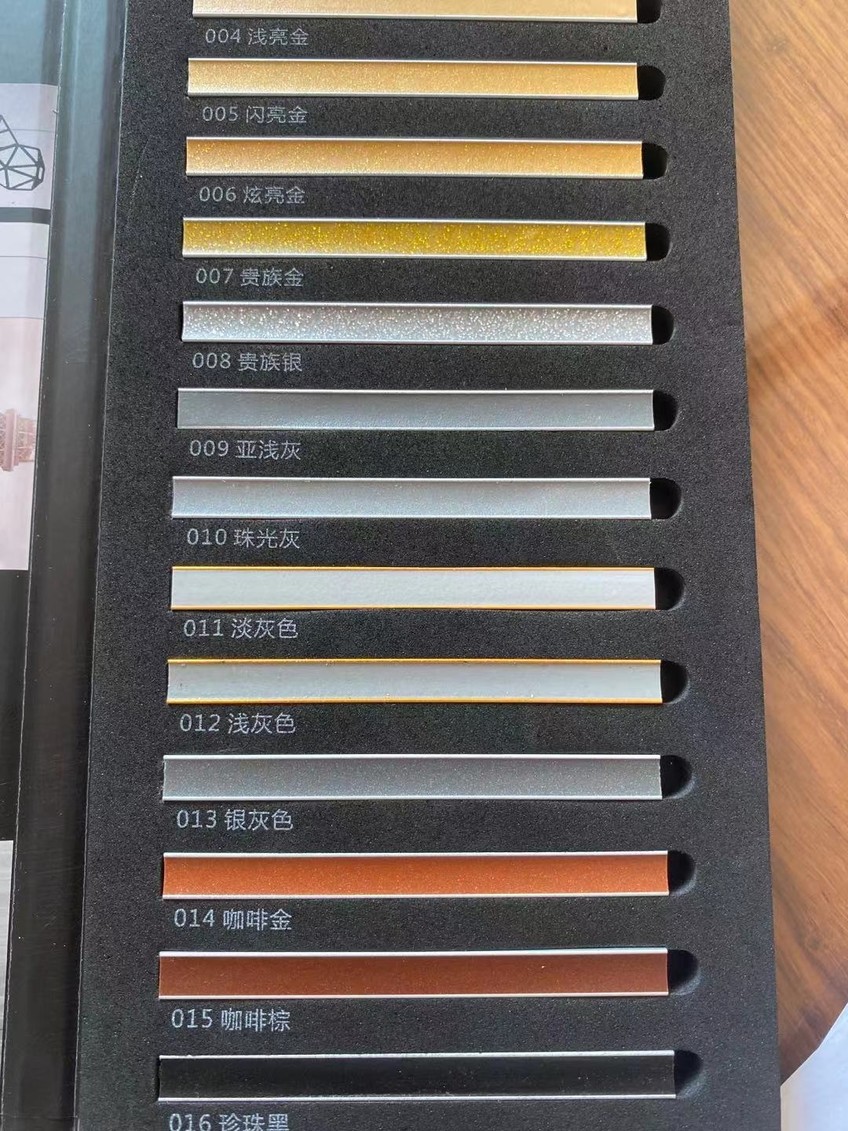 004 浅亮金
005 闪亮金
006 炫亮金
007 贵族金
008 贵族银
009 亚浅灰
010 珠光灰
011 淡灰色
012 浅灰色
013 银灰色
014 咖啡金
015 咖啡棕
016 珍珠黑